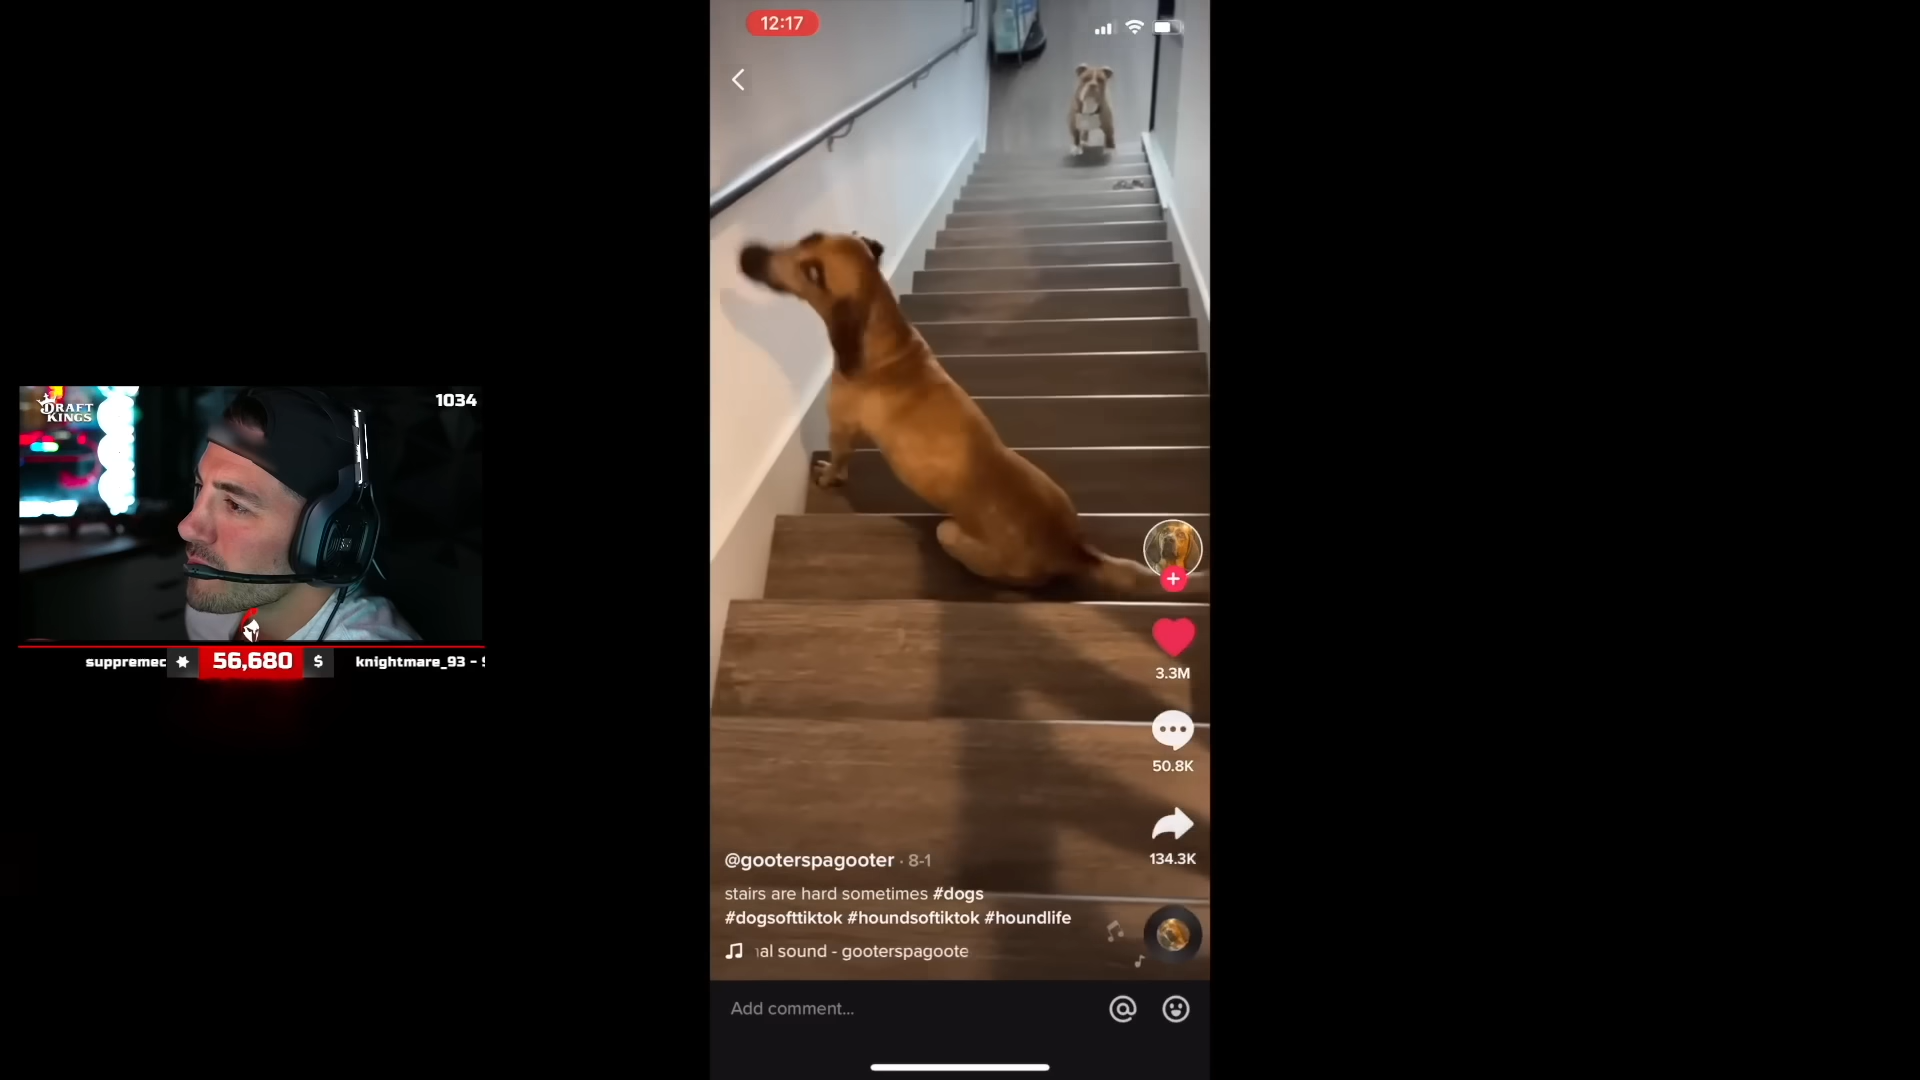 12:17
DRAFT
KINGS
1034
suppremec
56,680
$
knightmare_93 -
3.3M
50.8K
134.3K
@gooterspagooter · 8-1
stairs are hard sometimes #dogs
#dogsofttiktok #houndsoftiktok #houndlife
al sound - gooterspagoote
Add comment...